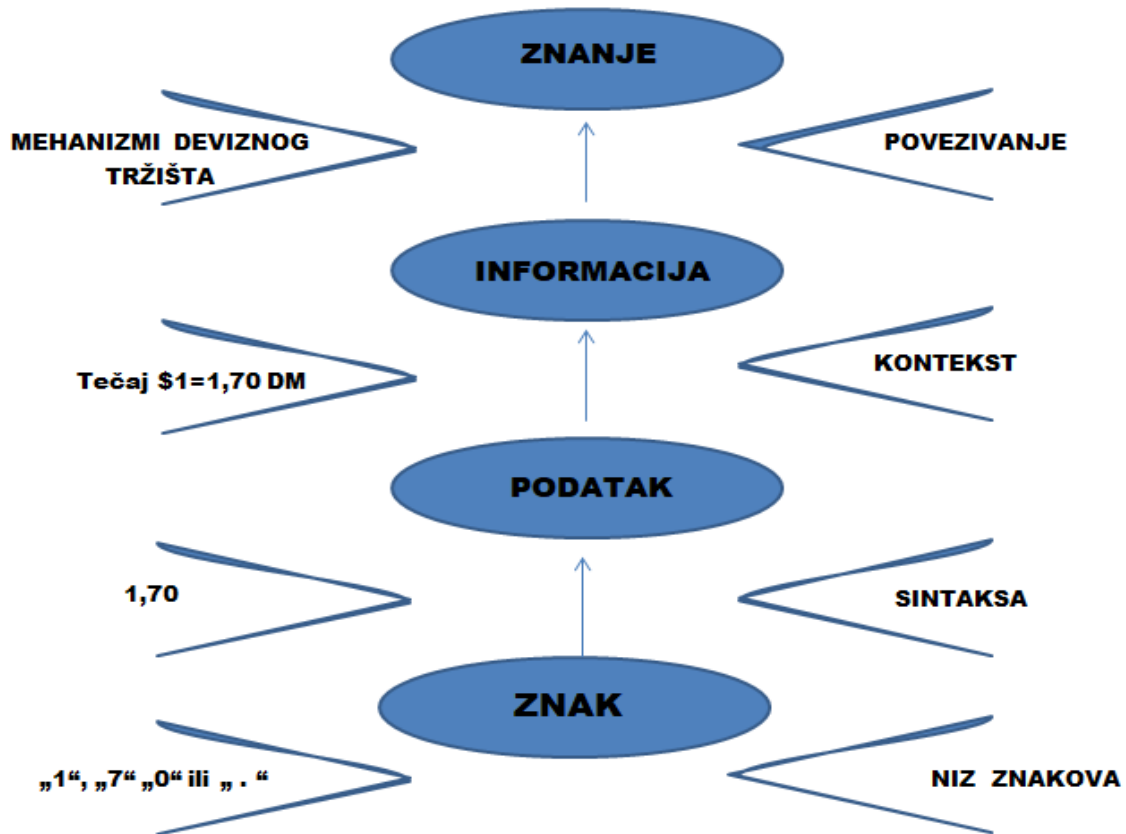 ZNANJE
MEHANIZMI DEVIZNOG
TRŽIŠTA
POVEZIVANJE
INFORMACIJA
Tečaj $1=1,70 DM
KONTEKST
PODATAK
1,70
SINTAKSA
ZNAK
„1“, „7“ „0“ ili „ . “
NIZ ZNAKOVA